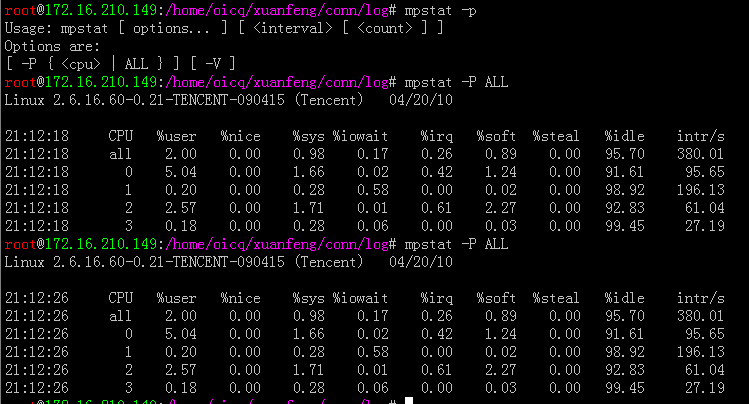 root@172.16.210.149:/home/oicq/xuanfeng/conn/log# mpstat -p
Usage: mpstat [ options... ] [ <interval> [ <count> ] ]
Options are:
[ -P { <cpu> | ALL } ] [ -V ]
root@172.16.210.149:/home/oicq/xuanfeng/conn/log# mpstat -P ALL
Linux 2.6.16.60-0.21-TENCENT-090415 (Tencent)   04/20/10

21:12:18     CPU   %user   %nice    %sys %iowait    %irq   %soft  %steal   %idle    intr/s
21:12:18     all    2.00    0.00    0.98    0.17    0.26    0.89    0.00   95.70    380.01
21:12:18       0    5.04    0.00    1.66    0.02    0.42    1.24    0.00   91.61     95.65
21:12:18       1    0.20    0.00    0.28    0.58    0.00    0.02    0.00   98.92    196.13
21:12:18       2    2.57    0.00    1.71    0.01    0.61    2.27    0.00   92.83     61.04
21:12:18       3    0.18    0.00    0.28    0.06    0.00    0.03    0.00   99.45     27.19
root@172.16.210.149:/home/oicq/xuanfeng/conn/log# mpstat -P ALL
Linux 2.6.16.60-0.21-TENCENT-090415 (Tencent)   04/20/10

21:12:26     CPU   %user   %nice    %sys %iowait    %irq   %soft  %steal   %idle    intr/s
21:12:26     all    2.00    0.00    0.98    0.17    0.26    0.89    0.00   95.70    380.01
21:12:26       0    5.04    0.00    1.66    0.02    0.42    1.24    0.00   91.61     95.65
21:12:26       1    0.20    0.00    0.28    0.58    0.00    0.02    0.00   98.92    196.13
21:12:26       2    2.57    0.00    1.71    0.01    0.61    2.27    0.00   92.83     61.04
21:12:26       3    0.18    0.00    0.28    0.06    0.00    0.03    0.00   99.45     27.19
root@172.16.210.149:/home/oicq/xuanfeng/conn/log#